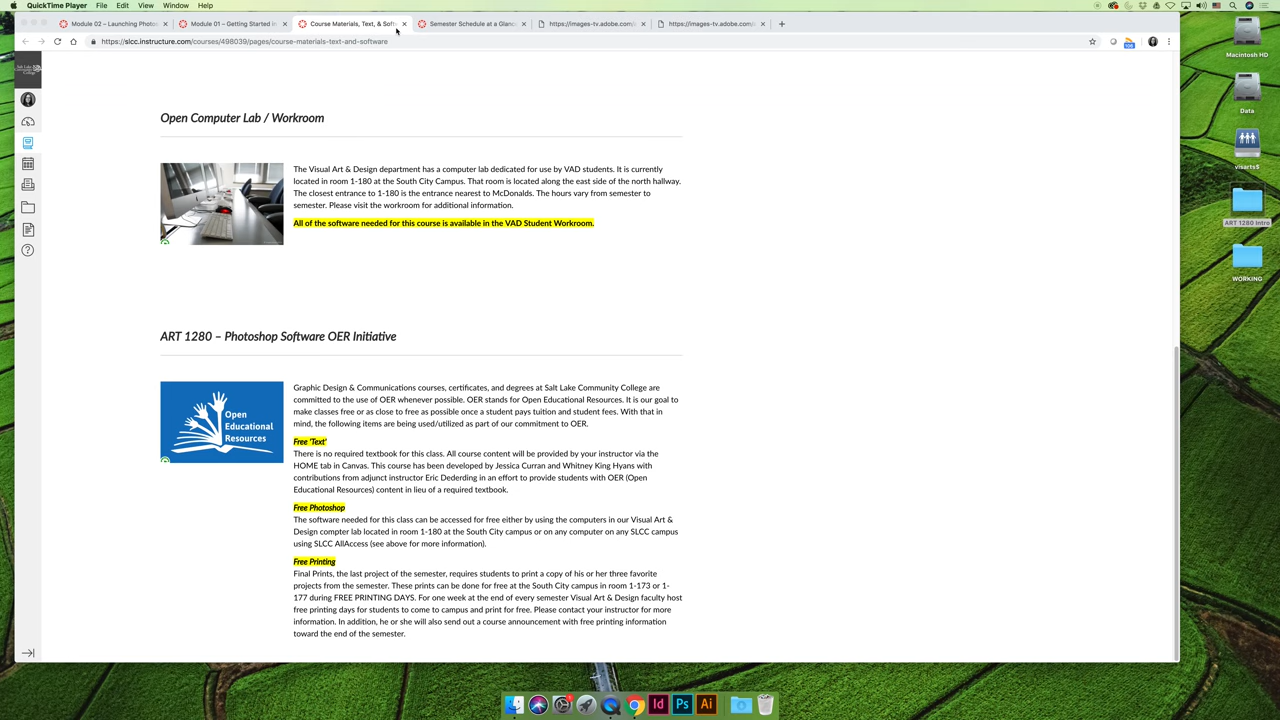 QuickTime Player File Edit View Window Help
Module 02 – Launching Photos
Module 01 – Getting Started in
Course Materials, Text, & Softw
Semester Schedule at a Glance
https://images-tv.adobe.com/
https://images-tv.adobe.com/
https://slcc.instructure.com/courses/498039/pages/course-materials-text-and-software
106
Macintosh HD
Data
visarts$
ART 1280 Intro
WORKING
Open Computer Lab / Workroom
The Visual Art & Design department has a computer lab dedicated for use by VAD students. It is currently
located in room 1-180 at the South City Campus. That room is located along the east side of the north hallway.
The closest entrance to 1-180 is the entrance nearest to McDonalds. The hours vary from semester to
semester. Please visit the workroom for additional information.
All of the software needed for this course is available in the VAD Student Workroom.
ART 1280 – Photoshop Software OER Initiative
Open
Educational
Resources
Graphic Design & Communications courses, certificates, and degrees at Salt Lake Community College are
committed to the use of OER whenever possible. OER stands for Open Educational Resources. It is our goal to
make classes free or as close to free as possible once a student pays tuition and student fees. With that in
mind, the following items are being used/utilized as part of our commitment to OER.
Free 'Text'
There is no required textbook for this class. All course content will be provided by your instructor via the
HOME tab in Canvas. This course has been developed by Jessica Curran and Whitney King Hyans with
contributions from adjunct instructor Eric Dederding in an effort to provide students with OER (Open
Educational Resources) content in lieu of a required textbook.
Free Photoshop
The software needed for this class can be accessed for free either by using the computers in our Visual Art &
Design compter lab located in room 1-180 at the South City campus or on any computer on any SLCC campus
using SLCC AllAccess (see above for more information).
Free Printing
Final Prints, the last project of the semester, requires students to print a copy of his or her three favorite
projects from the semester. These prints can be done for free at the South City campus in room 1-173 or 1-
177 during FREE PRINTING DAYS. For one week at the end of every semester Visual Art & Design faculty host
free printing days for students to come to campus and print for free. Please contact your instructor for more
information. In addition, he or she will also send out a course announcement with free printing information
toward the end of the semester.
Id Ps Ai